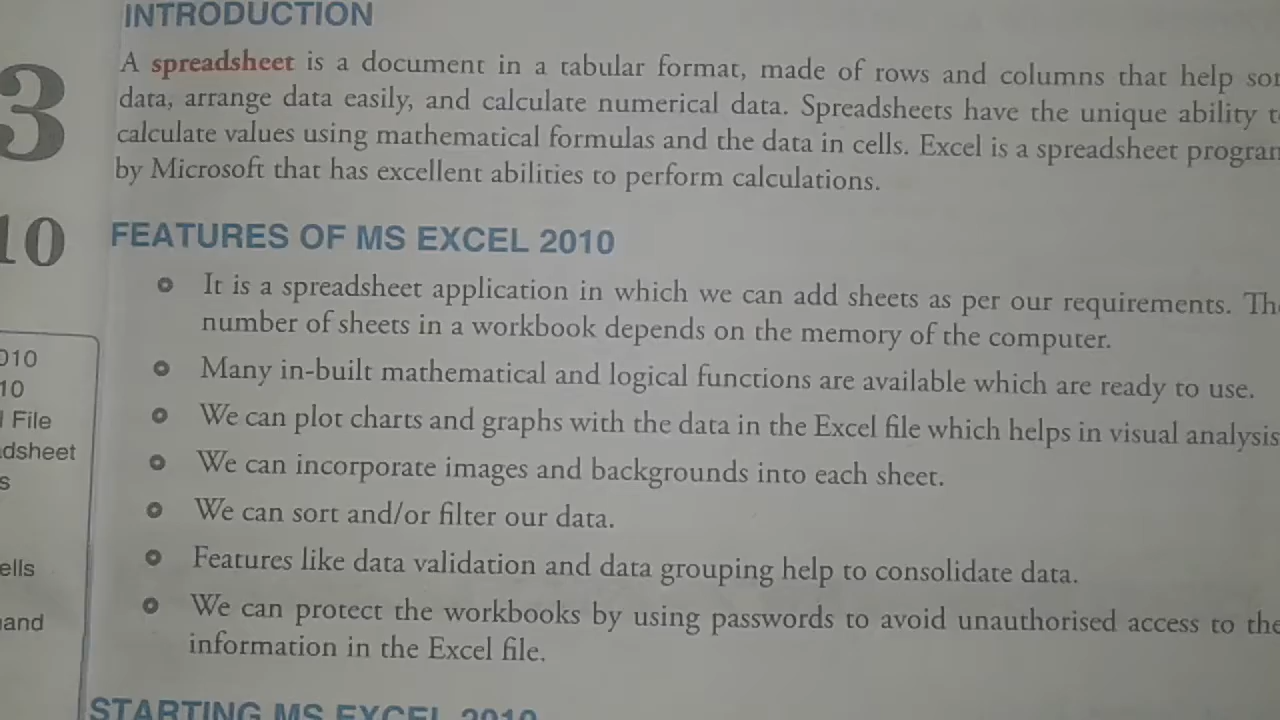 INTRODUCTION
A spreadsheet is a document in a tabular format, made of rows and columns that help
data, arrange data easily, and calculate numerical data. Spreadsheets have the unique ability
calculate values using mathematical formulas and the data in cells. Excel is a spreadsheet
by Microsoft that has excellent abilities to perform calculations.
3
10
FEATURES OF MS EXCEL 2010
It is a spreadsheet application in which we can add sheets as per our requirements.
number of sheets in a workbook depends on the memory of the computer.
Many in-built mathematical and logical functions are available which are ready to use.
We can plot charts and graphs with the data in the Excel file which helps in visual analysis
We can incorporate images and backgrounds into each sheet.
We can sort and/or filter our data.
Features like data validation and data grouping help to consolidate data.
We can protect the workbooks by using passwords to avoid unauthorised access to the
information in the Excel file.
010
10
File
dsheet
s
ells
and
STARTING MS EXCEL 2010